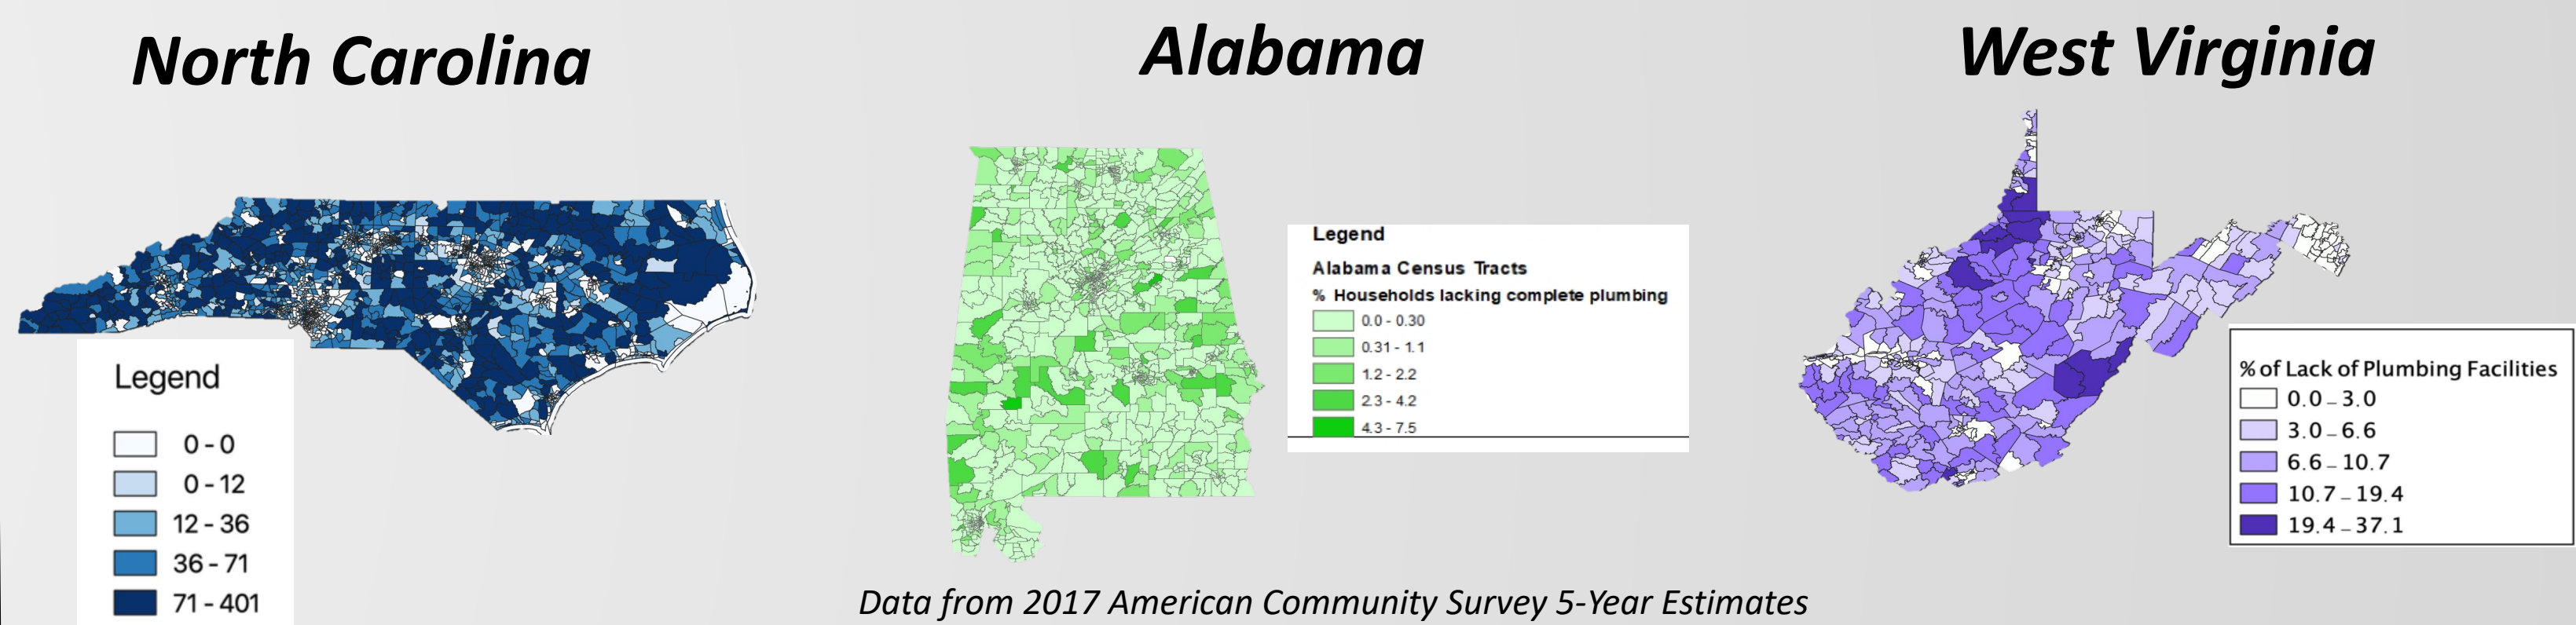 North Carolina
Legend
0 - 0
0 - 12
12 - 36
36 - 71
71 - 401
Alabama
Legend
Alabama Census Tracts
% Households lacking complete plumbing
0.0 - 0.30
0.31 - 1.1
1.2 - 2.2
2.3 - 4.2
4.3 - 7.5
West Virginia
% of Lack of Plumbing Facilities
0.0 – 3.0
3.0 – 6.6
6.6 – 10.7
10.7 – 19.4
19.4 – 37.1
Data from 2017 American Community Survey 5-Year Estimates